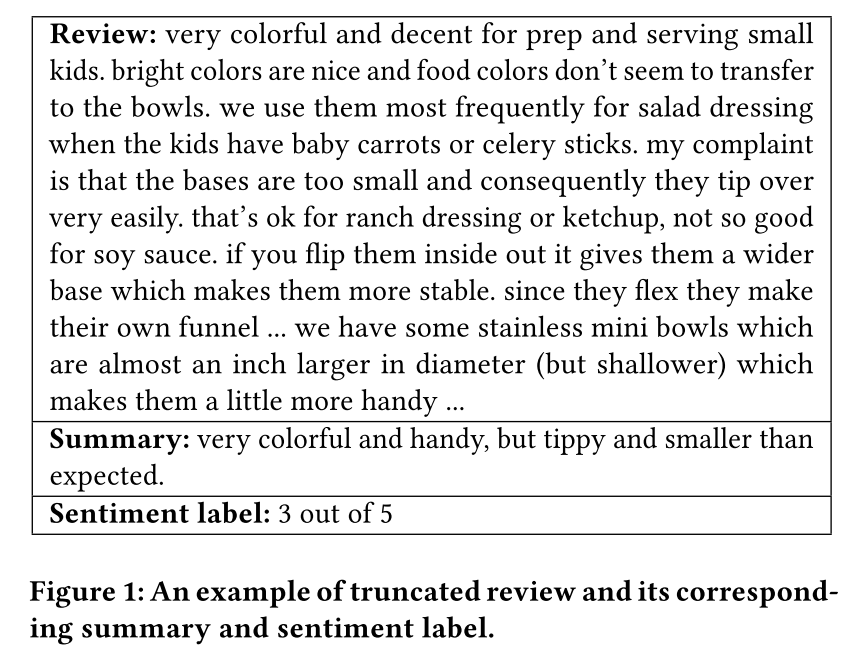 Review: very colorful and decent for prep and serving small
kids. bright colors are nice and food colors don’t seem to transfer
to the bowls. we use them most frequently for salad dressing
when the kids have baby carrots or celery sticks. my complaint
is that the bases are too small and consequently they tip over
very easily. that’s ok for ranch dressing or ketchup, not so good
for soy sauce. if you flip them inside out it gives them a wider
base which makes them more stable. since they flex they make
their own funnel ... we have some stainless mini bowls which
are almost an inch larger in diameter (but shallower) which
makes them a little more handy ...
Summary: very colorful and handy, but tippy and smaller than
expected.
Sentiment label: 3 out of 5
Figure 1: An example of truncated review and its correspond-
ing summary and sentiment label.